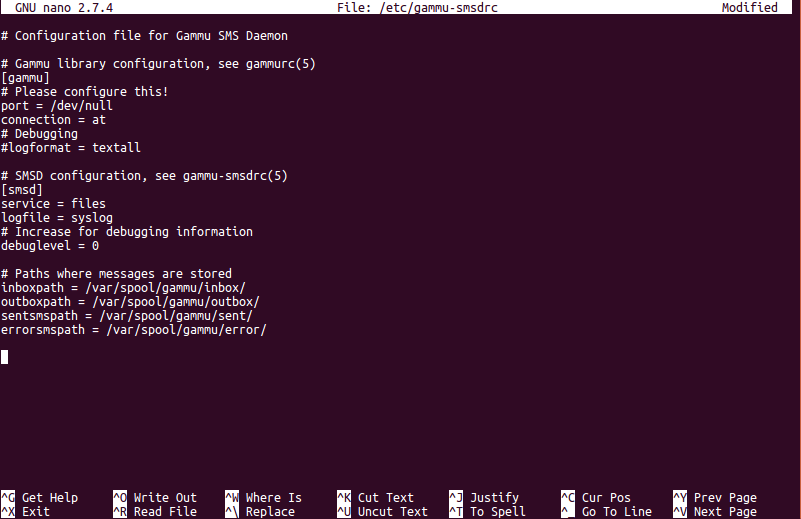 GNU nano 2.7.4 File: /etc/gammu-smsdrc Modified
# Configuration file for Gammu SMS Daemon
# Gammu library configuration, see gammurc(5)
[gammu]
# Please configure this!
port = /dev/null
connection = at
# Debugging
#logformat = textall
# SMSD configuration, see gammu-smsdrc(5)
[smsd]
service = files
logfile = syslog
# Increase for debugging information
debuglevel = 0
# Paths where messages are stored
inboxpath = /var/spool/gammu/inbox/
outboxpath = /var/spool/gammu/outbox/
sentsmspath = /var/spool/gammu/sent/
errorsmspath = /var/spool/gammu/error/
^G Get Help ^O Write Out ^W Where Is ^K Cut Text ^J Justify ^C Cur Pos ^Y Prev Page
^X Exit ^R Read File ^\ Replace ^U Uncut Text ^T To Spell ^_ Go To Line ^V Next Page